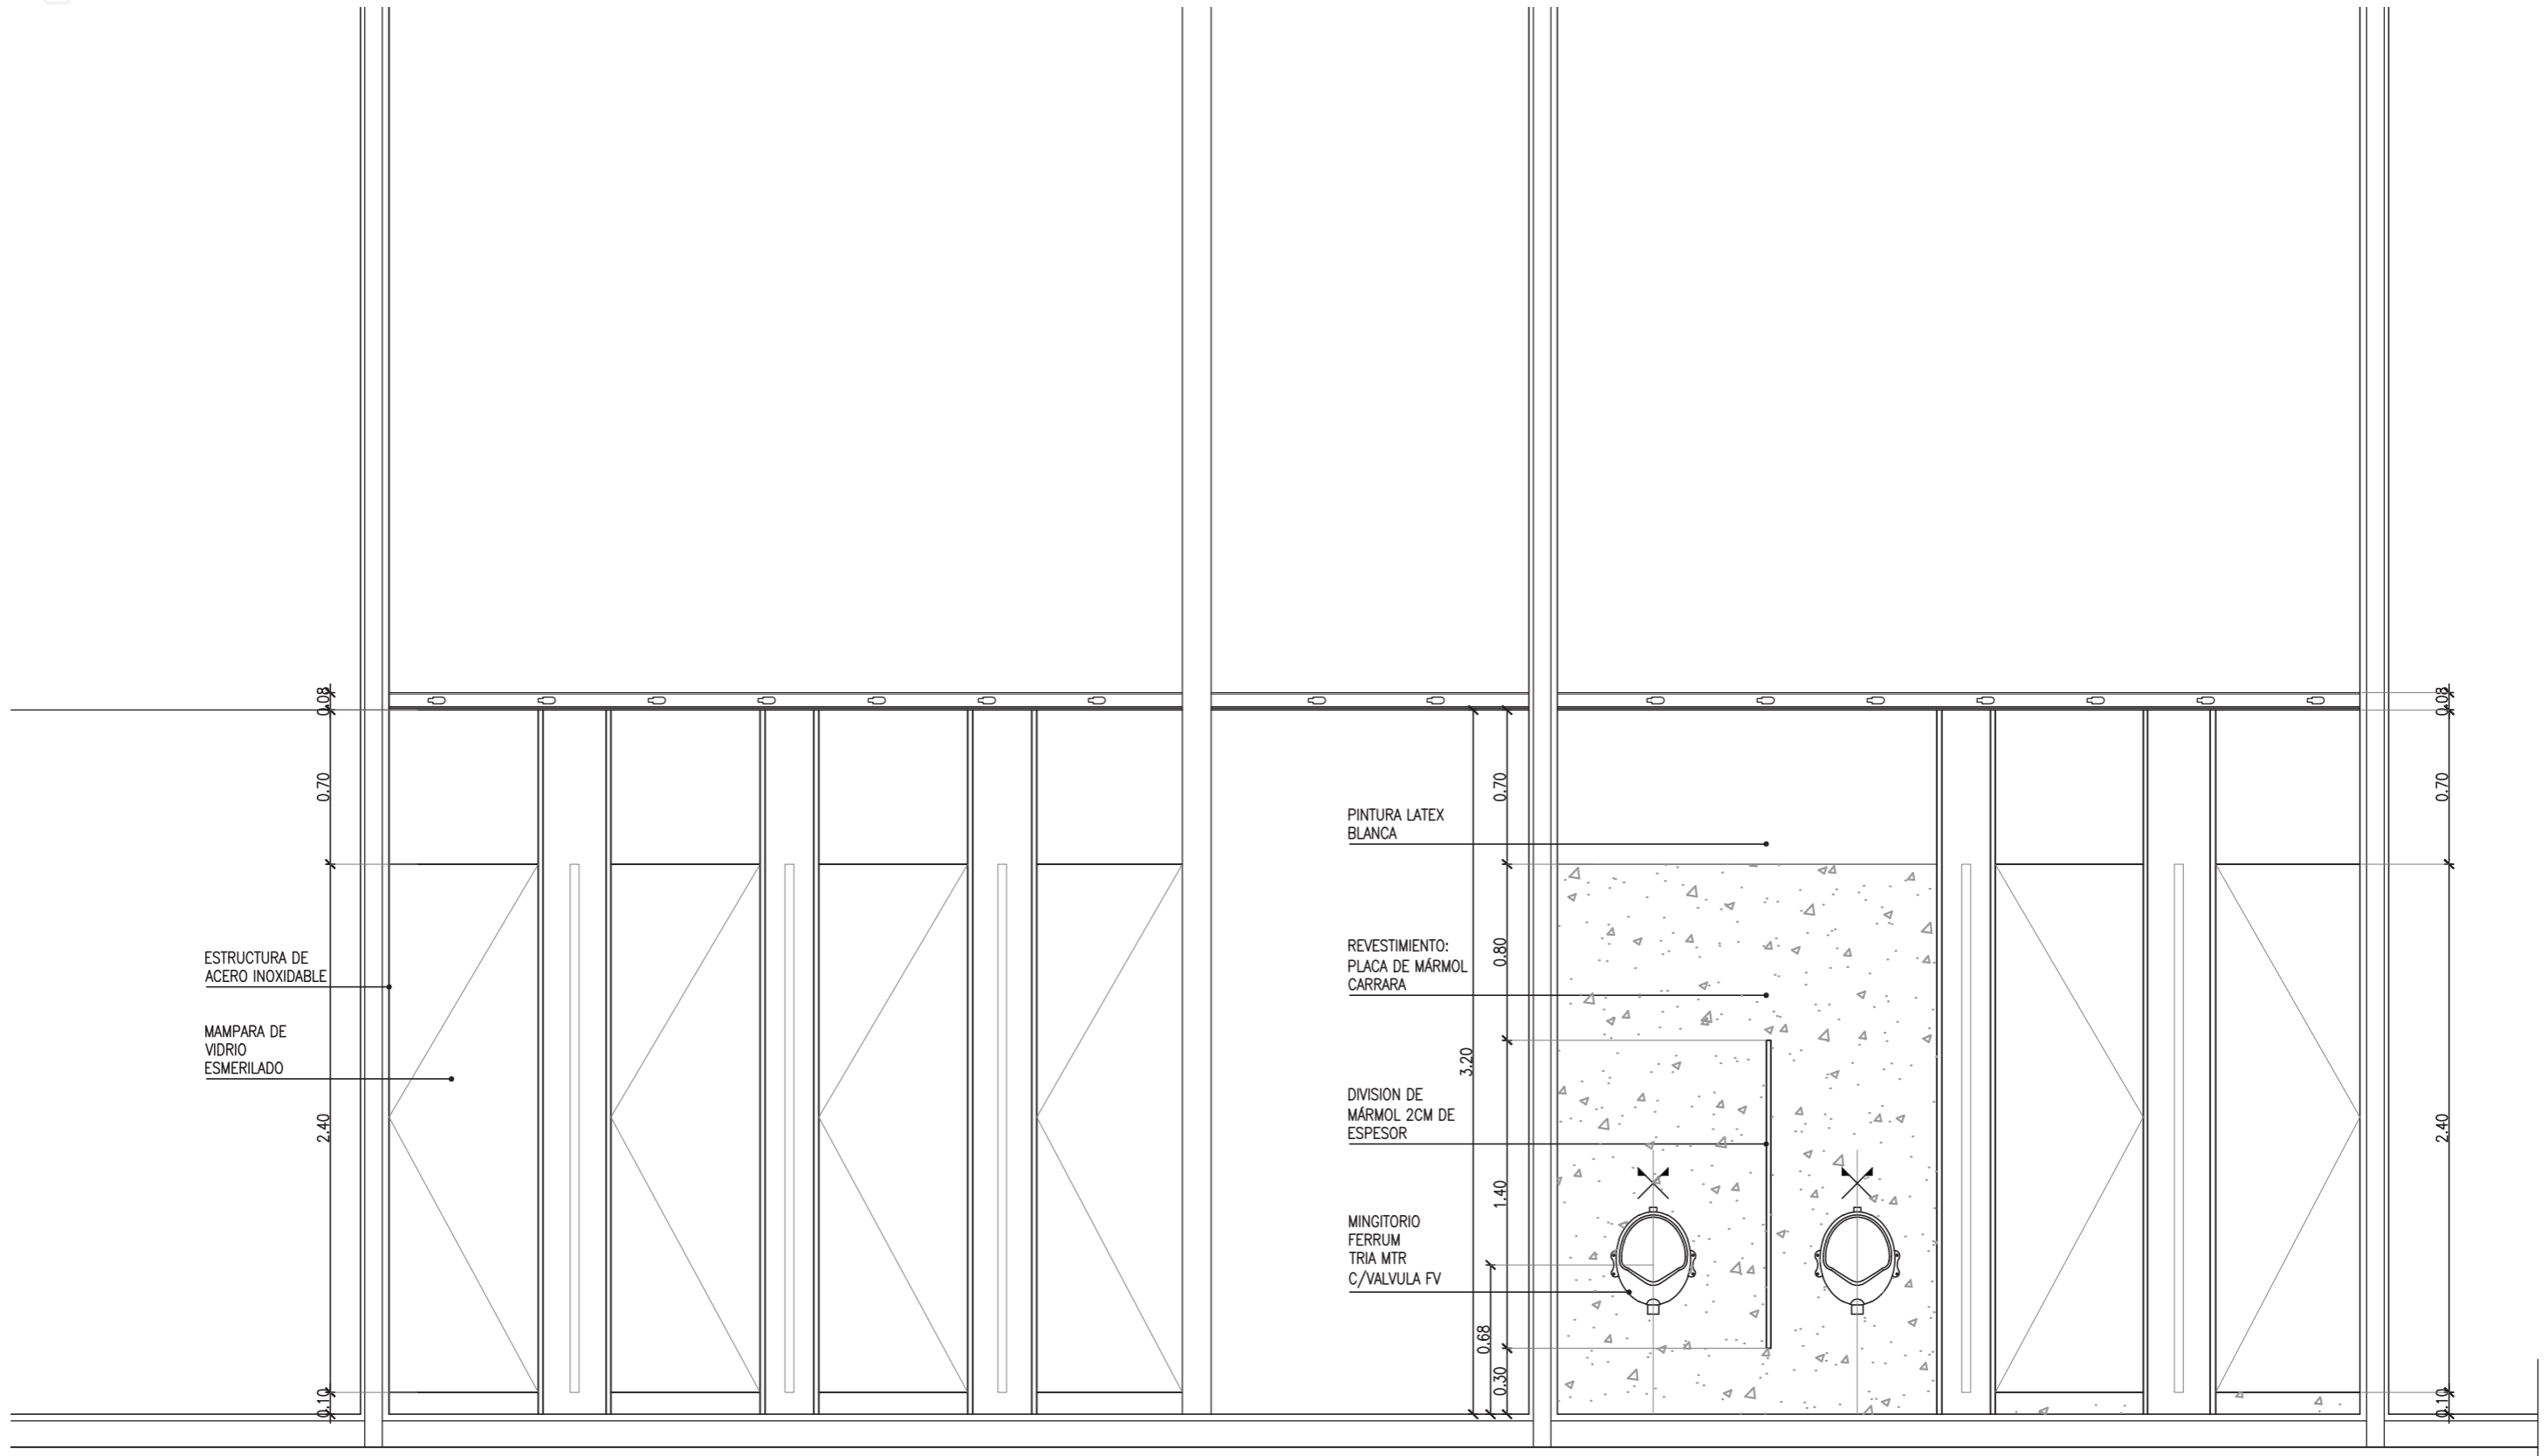 0.08
0.70
ESTRUCTURA DE
ACERO INOXIDABLE
MAMPARA DE
VIDRIO
ESMERILADO
2.40
0.10
PINTURA LATEX
BLANCA
REVESTIMIENTO:
PLACA DE MÁRMOL
CARRARA
DIVISION DE
MÁRMOL 2CM DE
ESPESOR
MINGITORIO
FERRUM
TRIA MTR
C/VALVULA FV
3.20
0.68
0.70
0.80
1.40
0.30
0.08
0.70
2.40
0.10